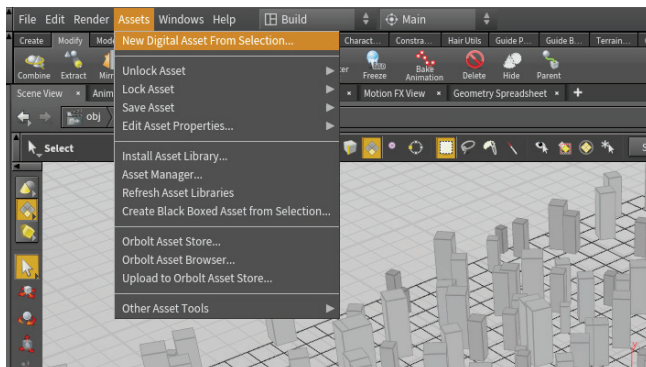 File Edit Render Assets Windows Help Build Main
Create Modify New Digital Asset From Selection... Charact... Constra... Hair Utils Guide P... Guide B... Terrain...
Combine Extract Freeze Bake Animation Delete Hide Parent
Scene View × × Motion FX View × Geometry Spreadsheet × +
obj
Select
Unlock Asset
Lock Asset
Save Asset
Edit Asset Properties...
Install Asset Library...
Asset Manager...
Refresh Asset Libraries
Create Black Boxed Asset from Selection...
Orbolt Asset Store...
Orbolt Asset Browser...
Upload to Orbolt Asset Store...
Other Asset Tools